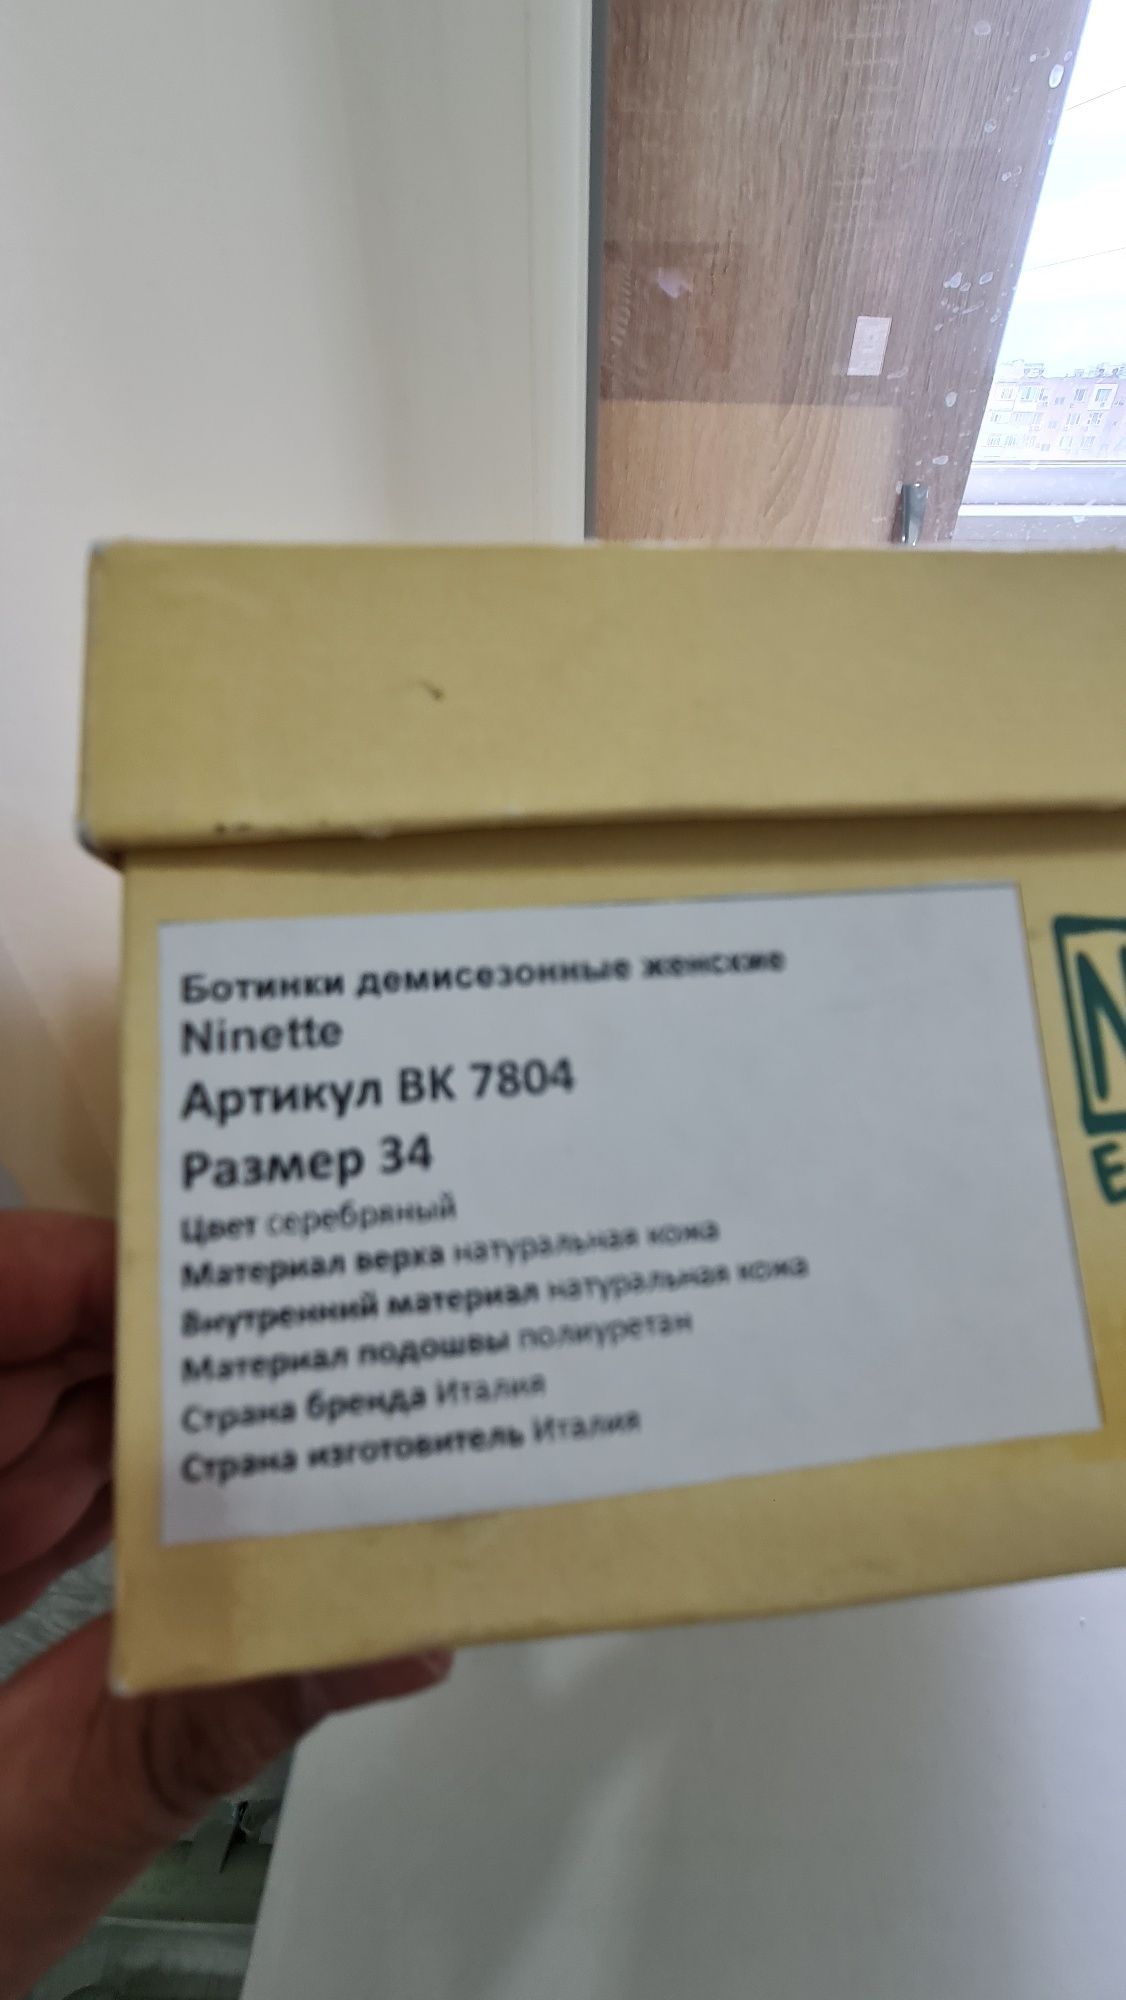 Ботинки демисезонные женские
Ninette
Артикул ВК 7804
Размер 34
Цвет серебряный
Материал верха натуральная кожа
Внутренний материал натуральная кожа
Материал подошвы полиуретан
Страна бренда Италия
Страна изготовитель Италия
N
E